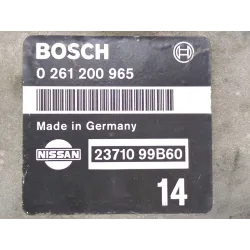 BOSCH
0 261 200 965
Made in Germany
NISSAN
23710 99B60
14